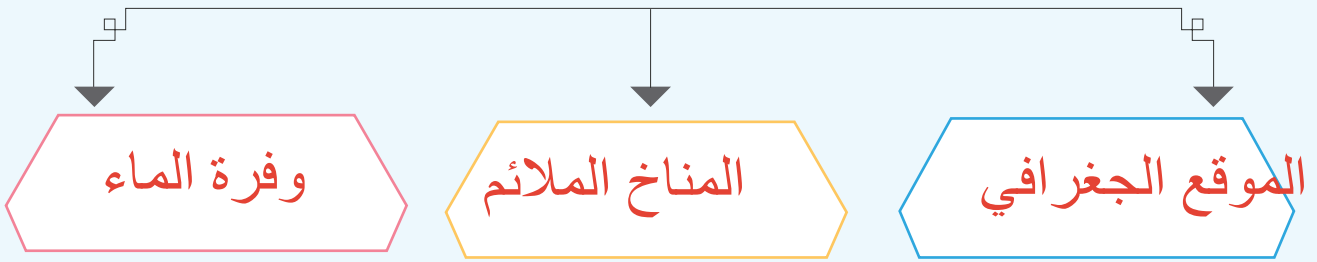 الموقع الجغرافي
المناخ الملائم
وفرة الماء